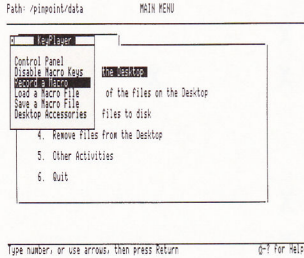 Path: /pinpoint/data MAIN MENU
KeyPlayer
Control Panel
Disable Macro Keys the Desktop
Record a Macro
Load a Macro File of the files on the Desktop
Save a Macro File
Desktop Accessories files to disk
4. Remove files from the Desktop
5. Other Activities
6. Quit
Type number, or use arrows, then press Return -? for Help